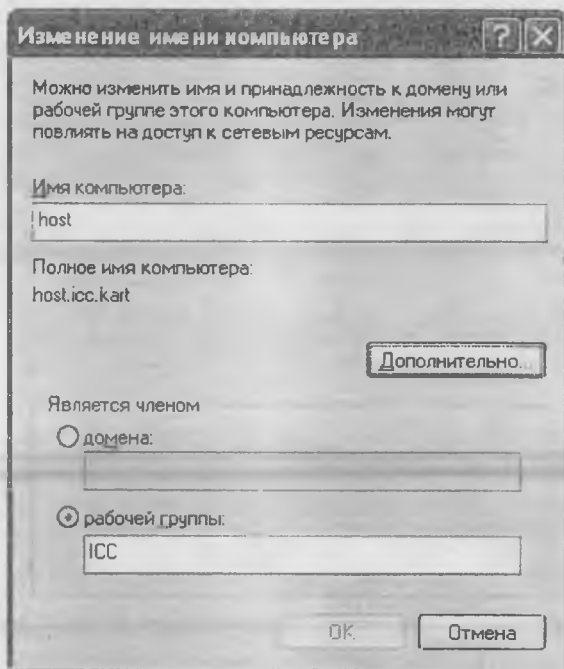 Изменение имени компьютера
Можно изменить имя и принадлежность к домену или
рабочей группе этого компьютера. Изменения могут
повлиять на доступ к сетевым ресурсам.
Имя компьютера:
host
Полное имя компьютера:
host.icc.kart
Дополнительно...
Является членом
домена:
рабочей группы:
ICC
OK
Отмена